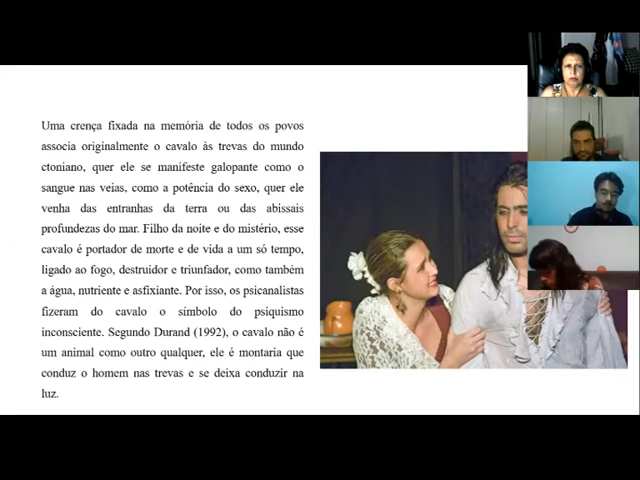 Uma crença fixada na memória de todos os povos
associa originalmente o cavalo às trevas do mundo
ctoniano, quer ele se manifeste galopante como o
sangue nas veias, como a potência do sexo, quer ele
venha das entranhas da terra ou das abissais
profundezas do mar. Filho da noite e do mistério, esse
cavalo é portador de morte e de vida a um só tempo,
ligado ao fogo, destruidor e triunfador, como também
a água, nutriente e asfixiante. Por isso, os psicanalistas
fizeram do cavalo o símbolo do psiquismo
inconsciente. Segundo Durand (1992), o cavalo não é
um animal como outro qualquer, ele é montaria que
conduz o homem nas trevas e se deixa conduzir na
luz.